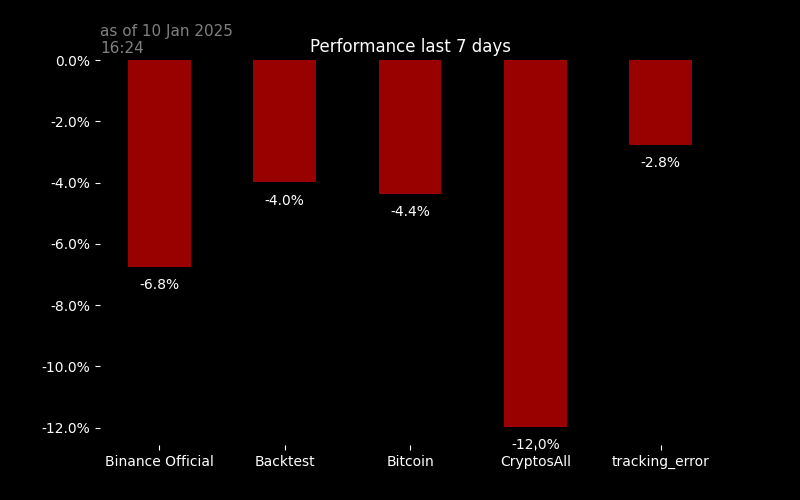 as of 10 Jan 2025
16:24
Performance last 7 days
0.0%
-2.0%
-4.0%
-6.0%
-8.0%
-10.0%
-12.0%
-6.8%
-4.0%
-4.4%
-12.0%
-2.8%
Binance Official
Backtest
Bitcoin
CryptosAll
tracking_error